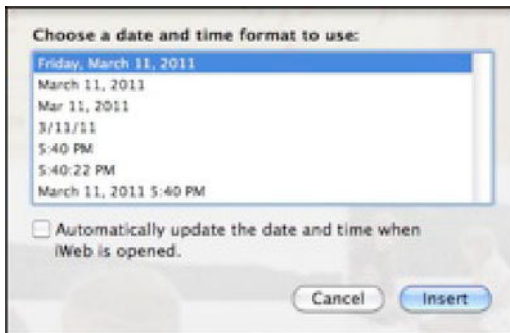 Choose a date and time format to use:
Friday, March 11, 2011
March 11, 2011
Mar 11, 2011
3/11/11
5:40 PM
5:40:22 PM
March 11, 2011 5:40 PM
Automatically update the date and time when
iWeb is opened.
Cancel
Insert